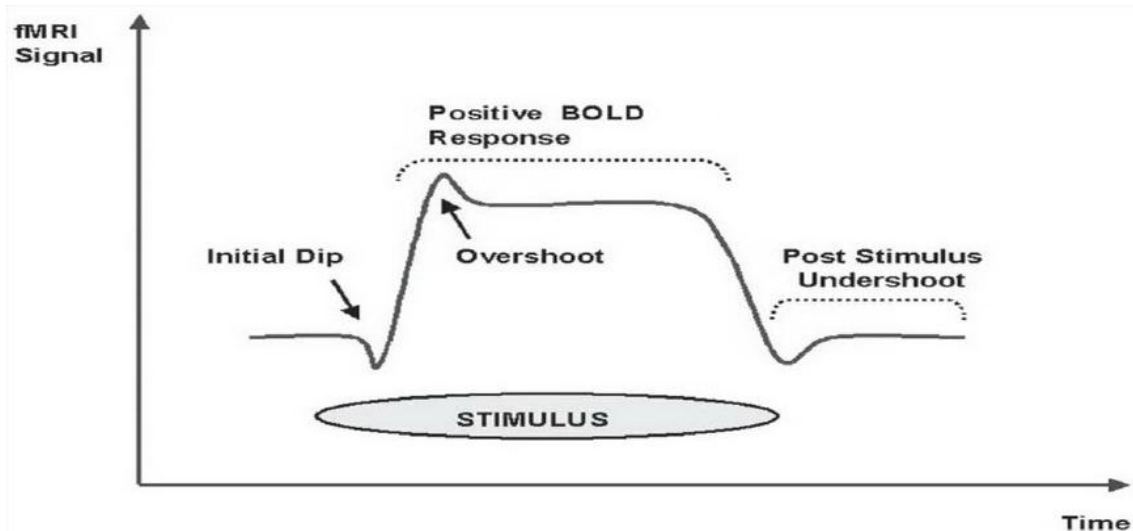 fMRI
Signal
Positive BOLD
Response
Initial Dip
Overshoot
Post Stimulus
Undershoot
STIMULUS
Time